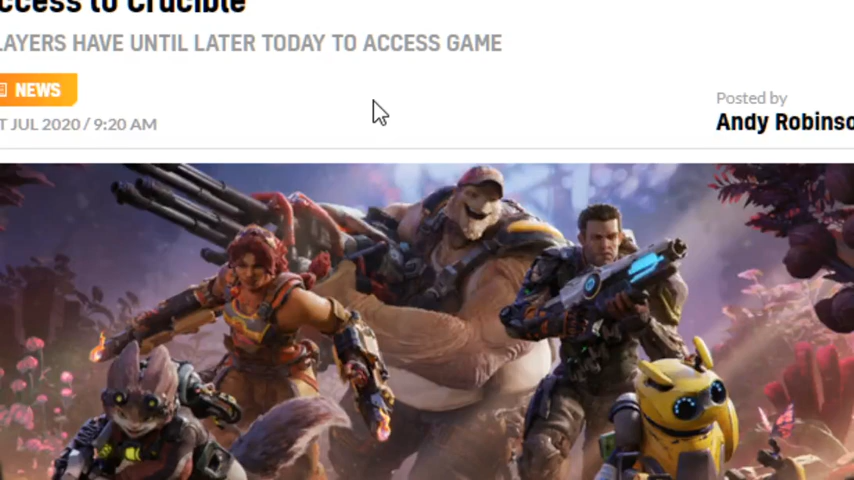 ccess to Crucible
LAYERS HAVE UNTIL LATER TODAY TO ACCESS GAME
NEWS
T JUL 2020 / 9:20 AM
Posted by
Andy Robinso